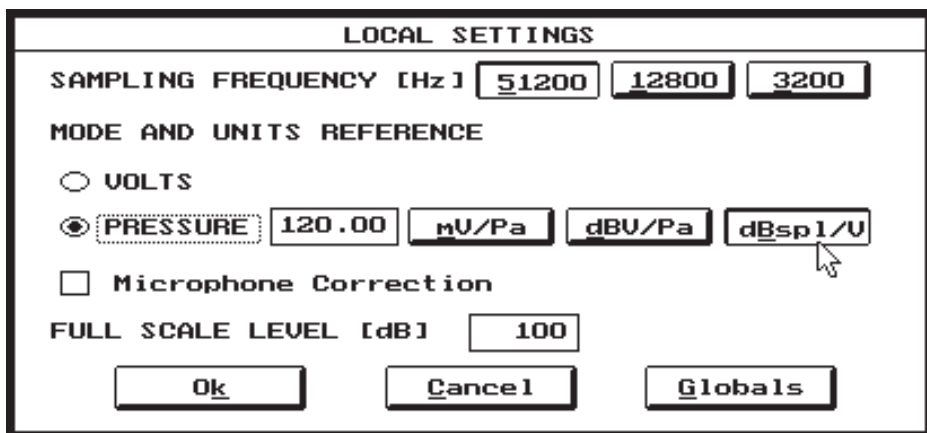 LOCAL SETTINGS
SAMPLING FREQUENCY [Hz] 51200 12800 3200
MODE AND UNITS REFERENCE
VOLTS
PRESSURE 120.00 mV/Pa dBV/Pa dBspl/V
Microphone Correction
FULL SCALE LEVEL [dB] 100
Ok Cancel Globals